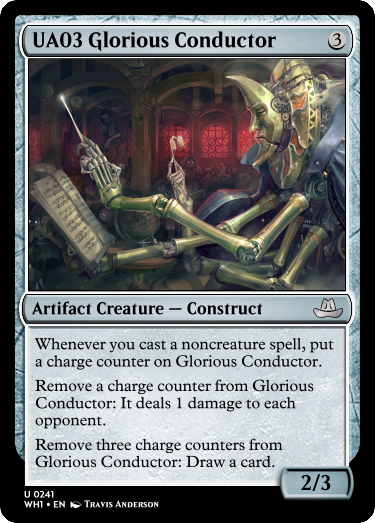 UA03 Glorious Conductor 3
Artifact Creature — Construct
Whenever you cast a noncreature spell, put
a charge counter on Glorious Conductor.
Remove a charge counter from Glorious
Conductor: It deals 1 damage to each
opponent.
Remove three charge counters from
Glorious Conductor: Draw a card.
2/3
U 0241
WH1 • EN Travis Anderson